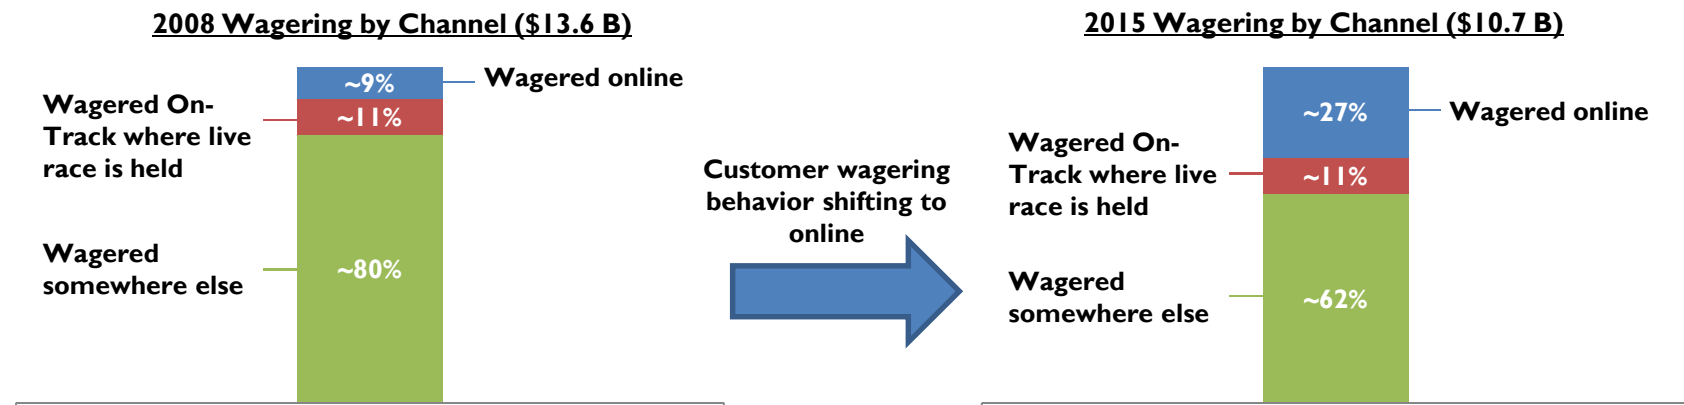 2008 Wagering by Channel ($13.6 B)
~9%
Wagered online
Wagered On-
Track where live
race is held
~11%
Wagered
somewhere else
~80%
Customer wagering
behavior shifting to
online
2015 Wagering by Channel ($10.7 B)
~27%
Wagered online
Wagered On-
Track where live
race is held
~11%
Wagered
somewhere else
~62%